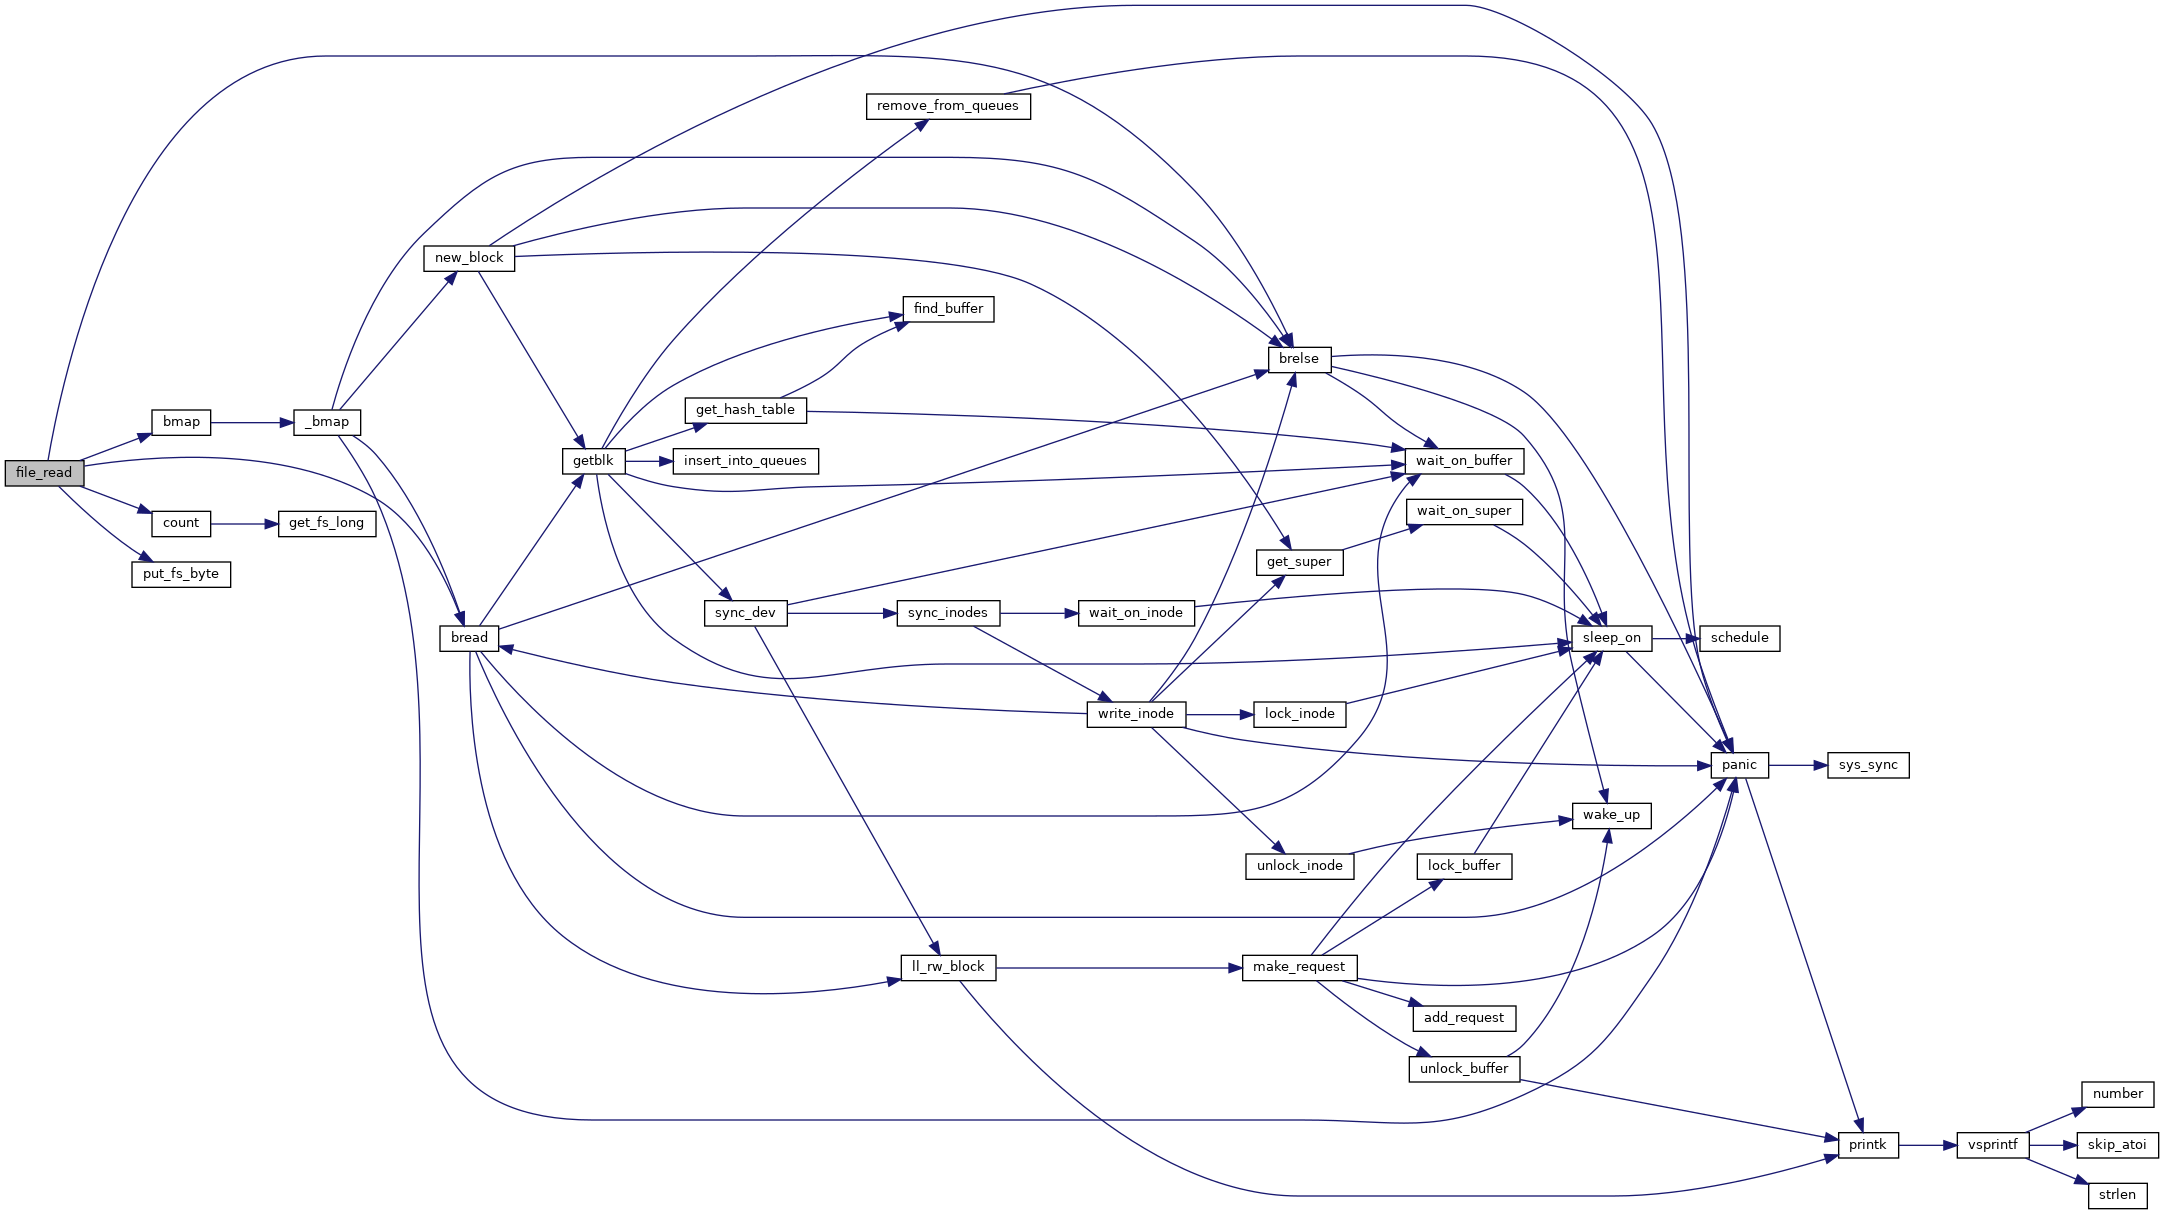 file_read
bmap
count
put_fs_byte
_bmap
get_fs_long
new_block
bread
getblk
get_hash_table
insert_into_queues
sync_dev
remove_from_queues
find_buffer
sync_inodes
ll_rw_block
wait_on_inode
write_inode
brelse
get_super
lock_inode
unlock_inode
make_request
wait_on_buffer
wait_on_super
lock_buffer
add_request
unlock_buffer
sleep_on
wake_up
schedule
panic
sys_sync
printk
vsprintf
number
skip_atoi
strlen